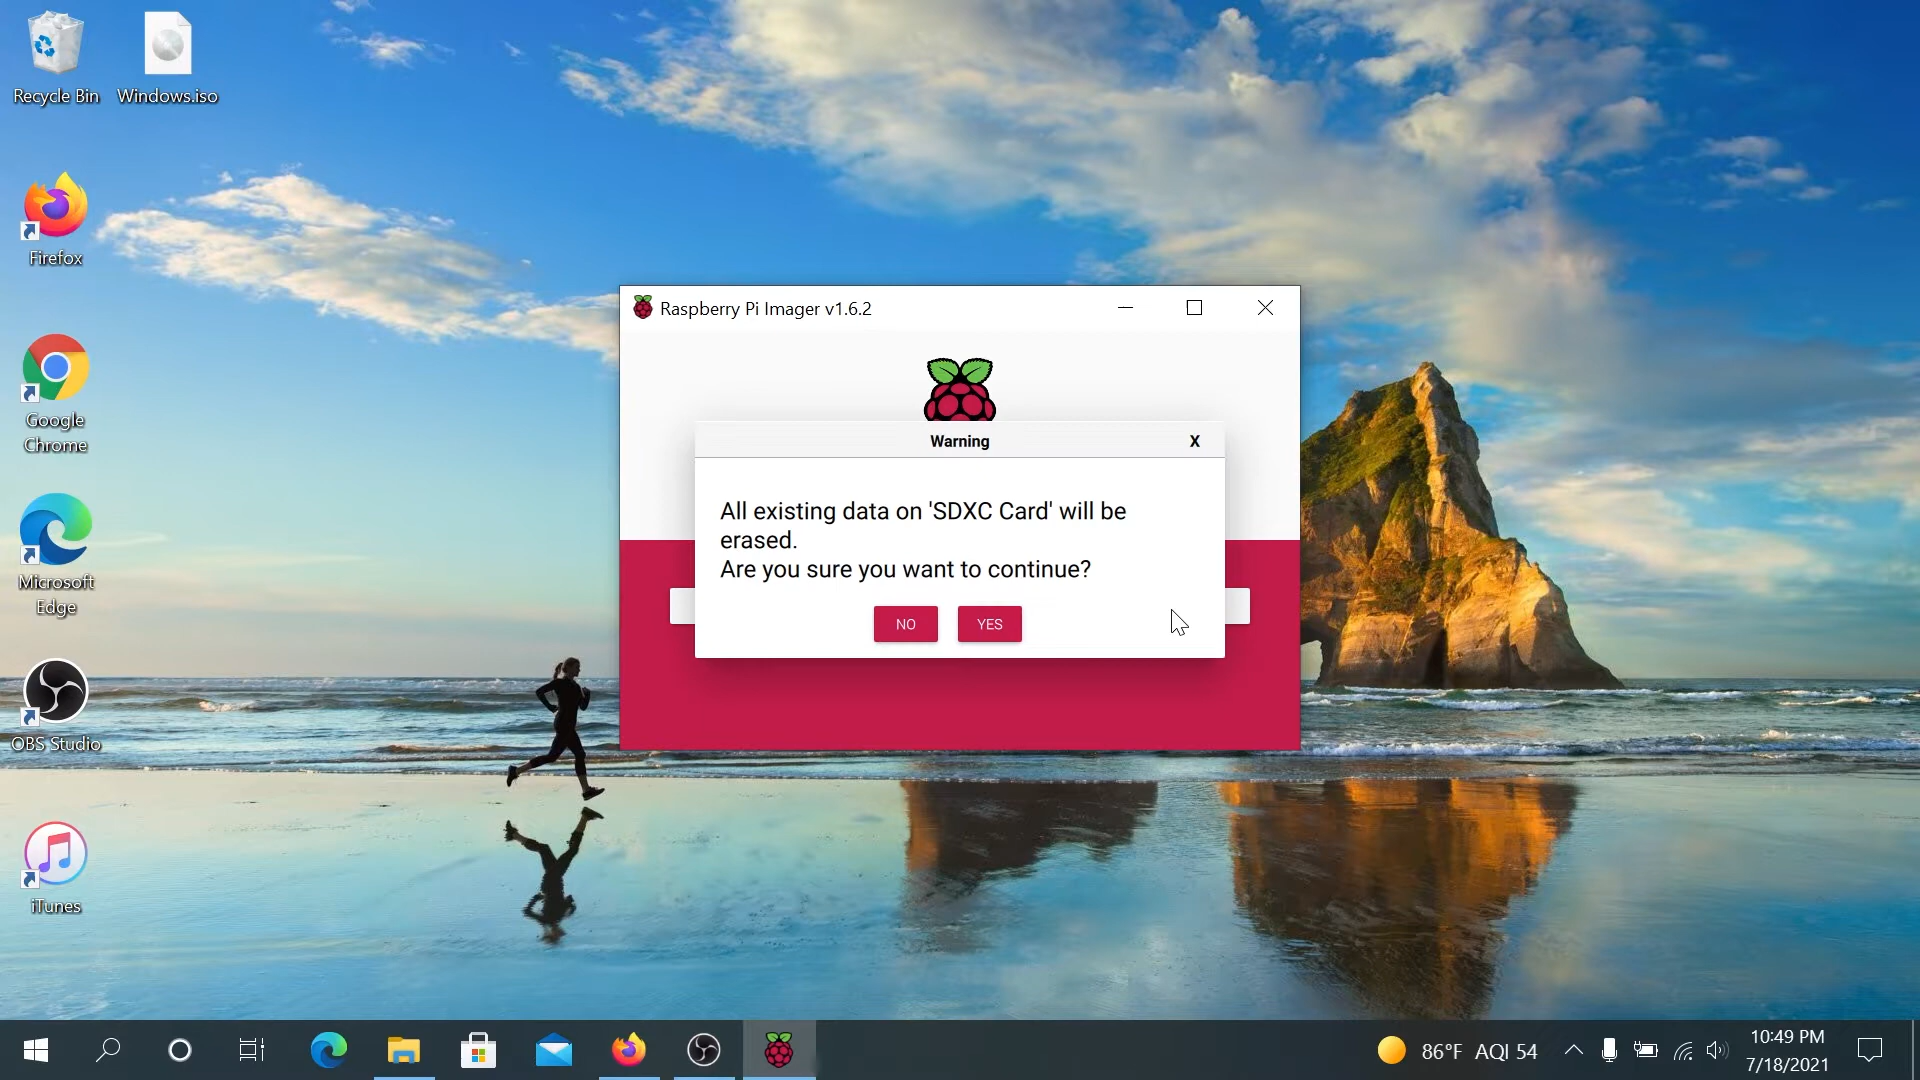 Recycle Bin
Windows.iso
Firefox
Google
Chrome
Microsoft
Edge
OBS Studio
iTunes
Raspberry Pi Imager v1.6.2
Warning
X
All existing data on 'SDXC Card' will be
erased.
Are you sure you want to continue?
NO
YES
86°F AQI 54
10:49 PM
7/18/2021